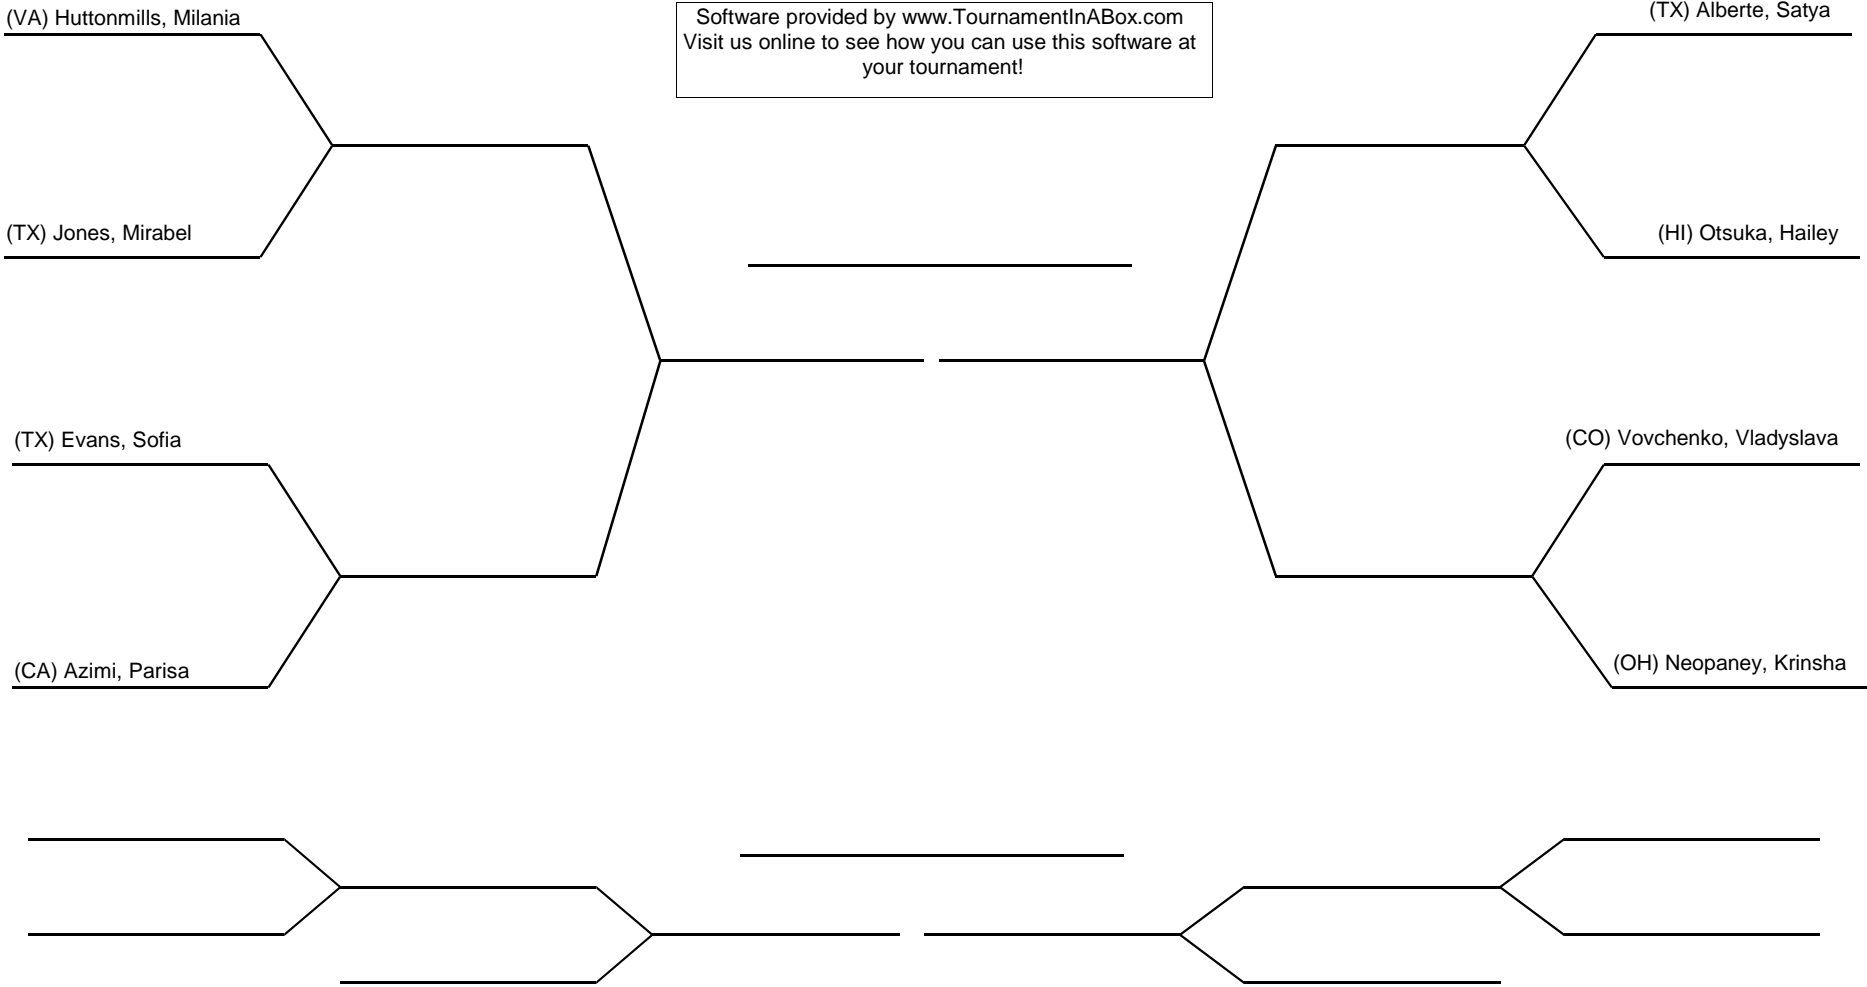 (VA) Huttonmills, Milania
Software provided by www.TournamentInABox.com
Visit us online to see how you can use this software at
your tournament!
(TX) Alberte, Satya
(TX) Jones, Mirabel
(HI) Otsuka, Hailey
(TX) Evans, Sofia
(CO) Vovchenko, Vladyslava
(CA) Azimi, Parisa
(OH) Neopaney, Krinsha